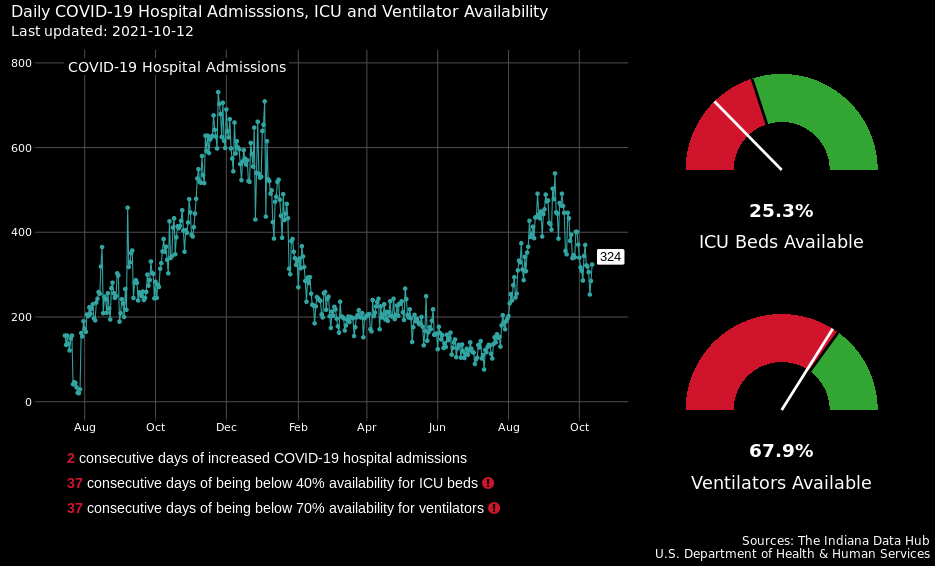 Daily COVID-19 Hospital Admisssions, ICU and Ventilator Availability
Last updated: 2021-10-12
COVID-19 Hospital Admissions
800
600
400
200
0
Aug Oct Dec Feb Apr Jun Aug Oct
324
25.3%
ICU Beds Available
67.9%
Ventilators Available
2 consecutive days of increased COVID-19 hospital admissions
37 consecutive days of being below 40% availability for ICU beds !
37 consecutive days of being below 70% availability for ventilators !
Sources: The Indiana Data Hub
U.S. Department of Health & Human Services